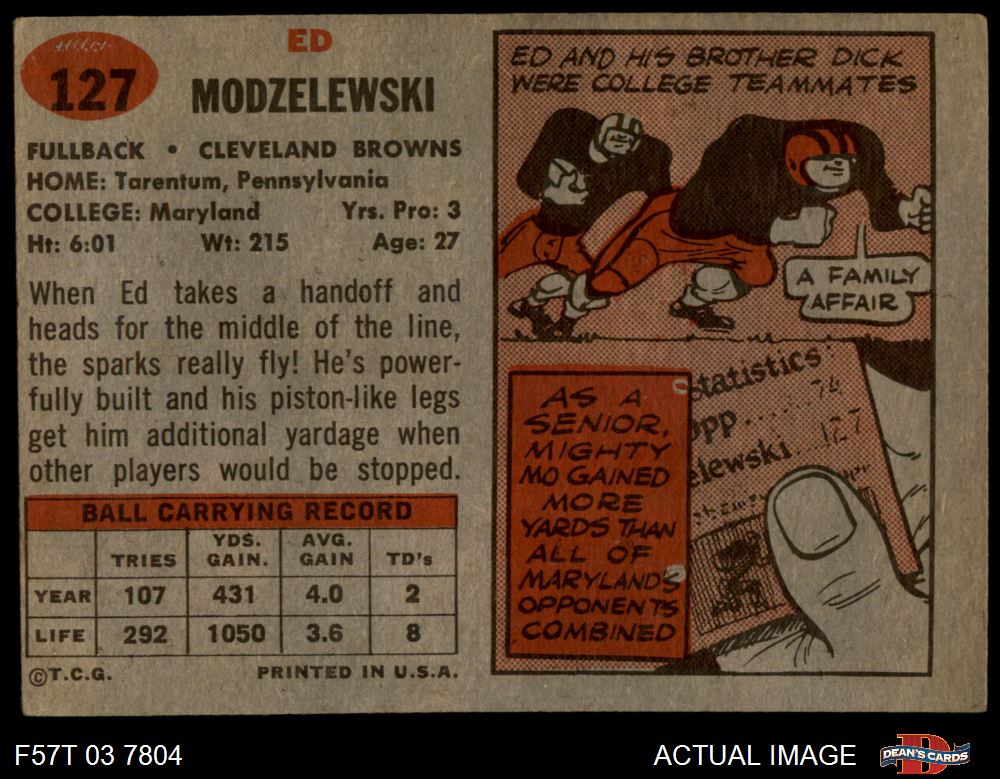 127
ED
MODZELEWSKI
FULLBACK • CLEVELAND BROWNS
HOME: Tarentum, Pennsylvania
COLLEGE: Maryland Yrs. Pro: 3
Ht: 6:01 Wt: 215 Age: 27
When Ed takes a handoff and
heads for the middle of the line,
the sparks really fly! He's power-
fully built and his piston-like legs
get him additional yardage when
other players would be stopped.
BALL CARRYING RECORD
TRIES YDS. GAIN. AVG. GAIN TD's
YEAR 107 431 4.0 2
LIFE 292 1050 3.6 8
©T.C.G. PRINTED IN U.S.A.
ED AND HIS BROTHER DICK
WERE COLLEGE TEAMMATES
A FAMILY
AFFAIR
AS A
SENIOR,
MIGHTY
MO GAINED
MORE
YARDS THAN
ALL OF
MARYLANDS
OPPONENTS
COMBINED
Statistics:
opp..... 74
elewski.. 127
F57T 03 7804
ACTUAL IMAGE
DEAN'S CARDS